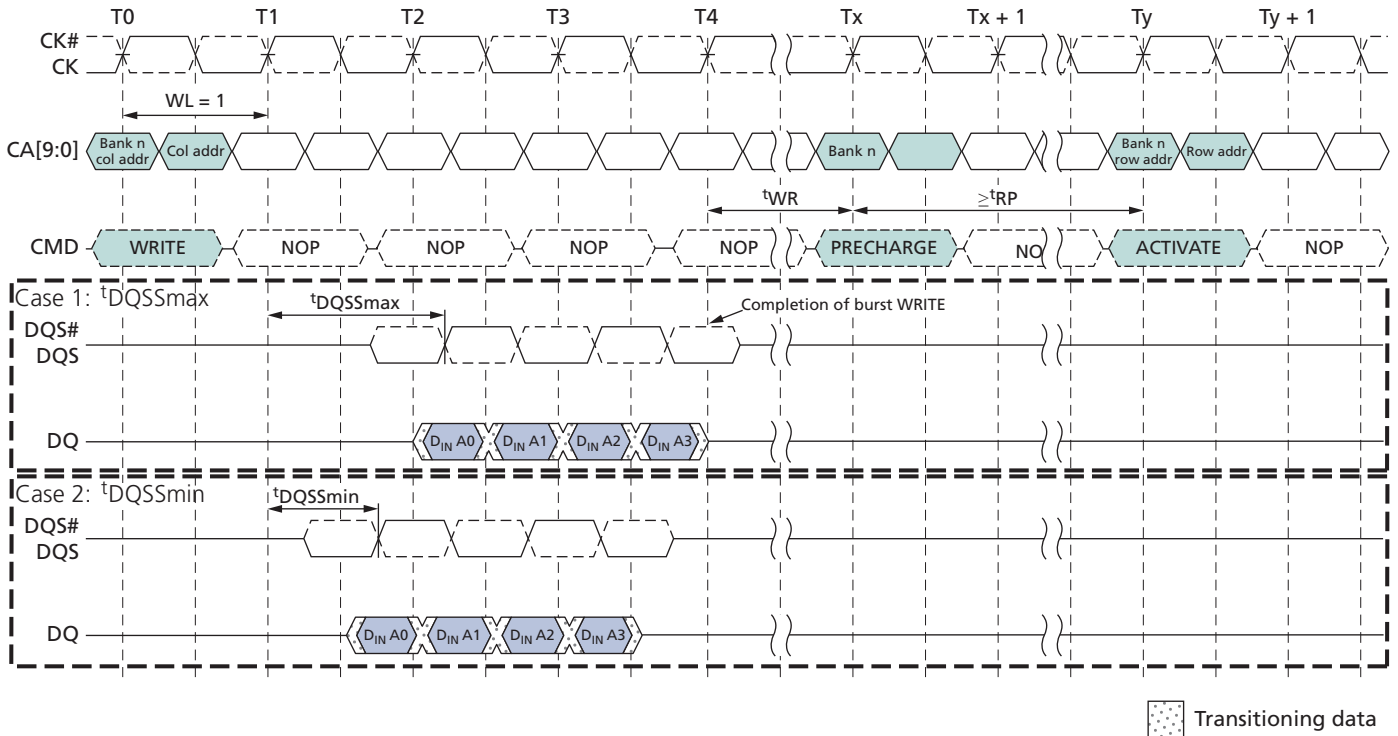 T0 T1 T2 T3 T4 Tx Tx + 1 Ty Ty + 1
CK#
CK
WL = 1
CA[9:0]
Bank n
col addr
Col addr
Bank n
Bank n
row addr
Row addr
tWR
≥tRP
CMD WRITE NOP NOP NOP NOP PRECHARGE NO ACTIVATE NOP
Case 1: tDQSSmax
tDQSSmax
Completion of burst WRITE
DQS#
DQS
DQ DIN A0 DIN A1 DIN A2 DIN A3
Case 2: tDQSSmin
tDQSSmin
DQS#
DQS
DQ DIN A0 DIN A1 DIN A2 DIN A3
Transitioning data